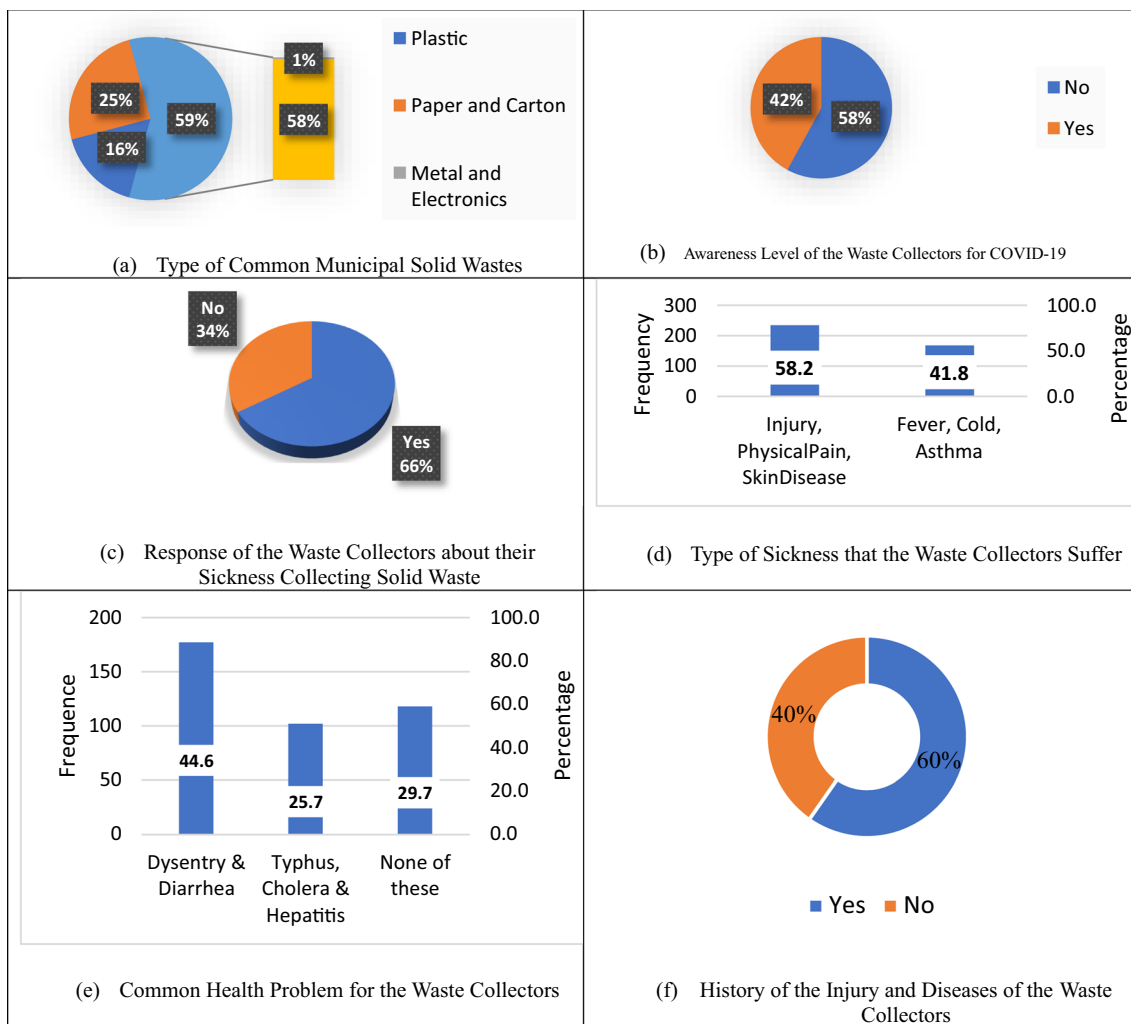 1%
25%
59%
58%
16%
Plastic
Paper and Carton
Metal and
Electronics
(a) Type of Common Municipal Solid Wastes
42%
58%
No
Yes
(b) Awareness Level of the Waste Collectors for COVID-19
No
34%
Yes
66%
(c) Response of the Waste Collectors about their
Sickness Collecting Solid Waste
300
200
100
0
Frequency
58.2
41.8
100.0
50.0
0.0
Percentage
Injury,
PhysicalPain,
SkinDisease
Fever, Cold,
Asthma
(d) Type of Sickness that the Waste Collectors Suffer
200
150
100
50
0
Frequence
44.6
25.7
29.7
100.0
80.0
60.0
40.0
20.0
0.0
Percentage
Dysentry &
Diarrhea
Typhus,
Cholera &
Hepatitis
None of
these
(e) Common Health Problem for the Waste Collectors
40%
60%
Yes
No
(f) History of the Injury and Diseases of the Waste
Collectors